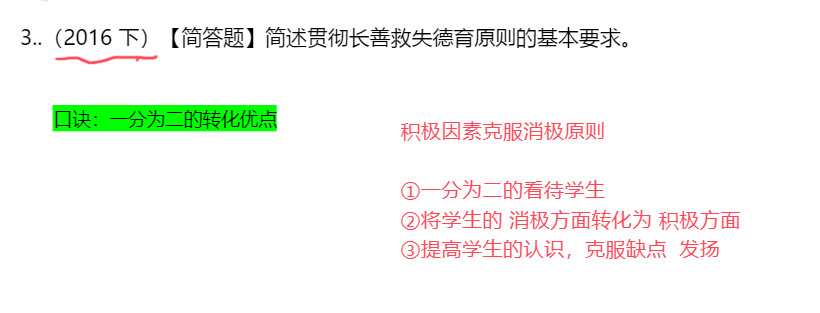 3..（2016 下）【简答题】简述贯彻长善救失德育原则的基本要求。
口诀：一分为二的转化优点
积极因素克服消极原则
①一分为二的看待学生
②将学生的 消极方面转化为 积极方面
③提高学生的认识，克服缺点 发扬